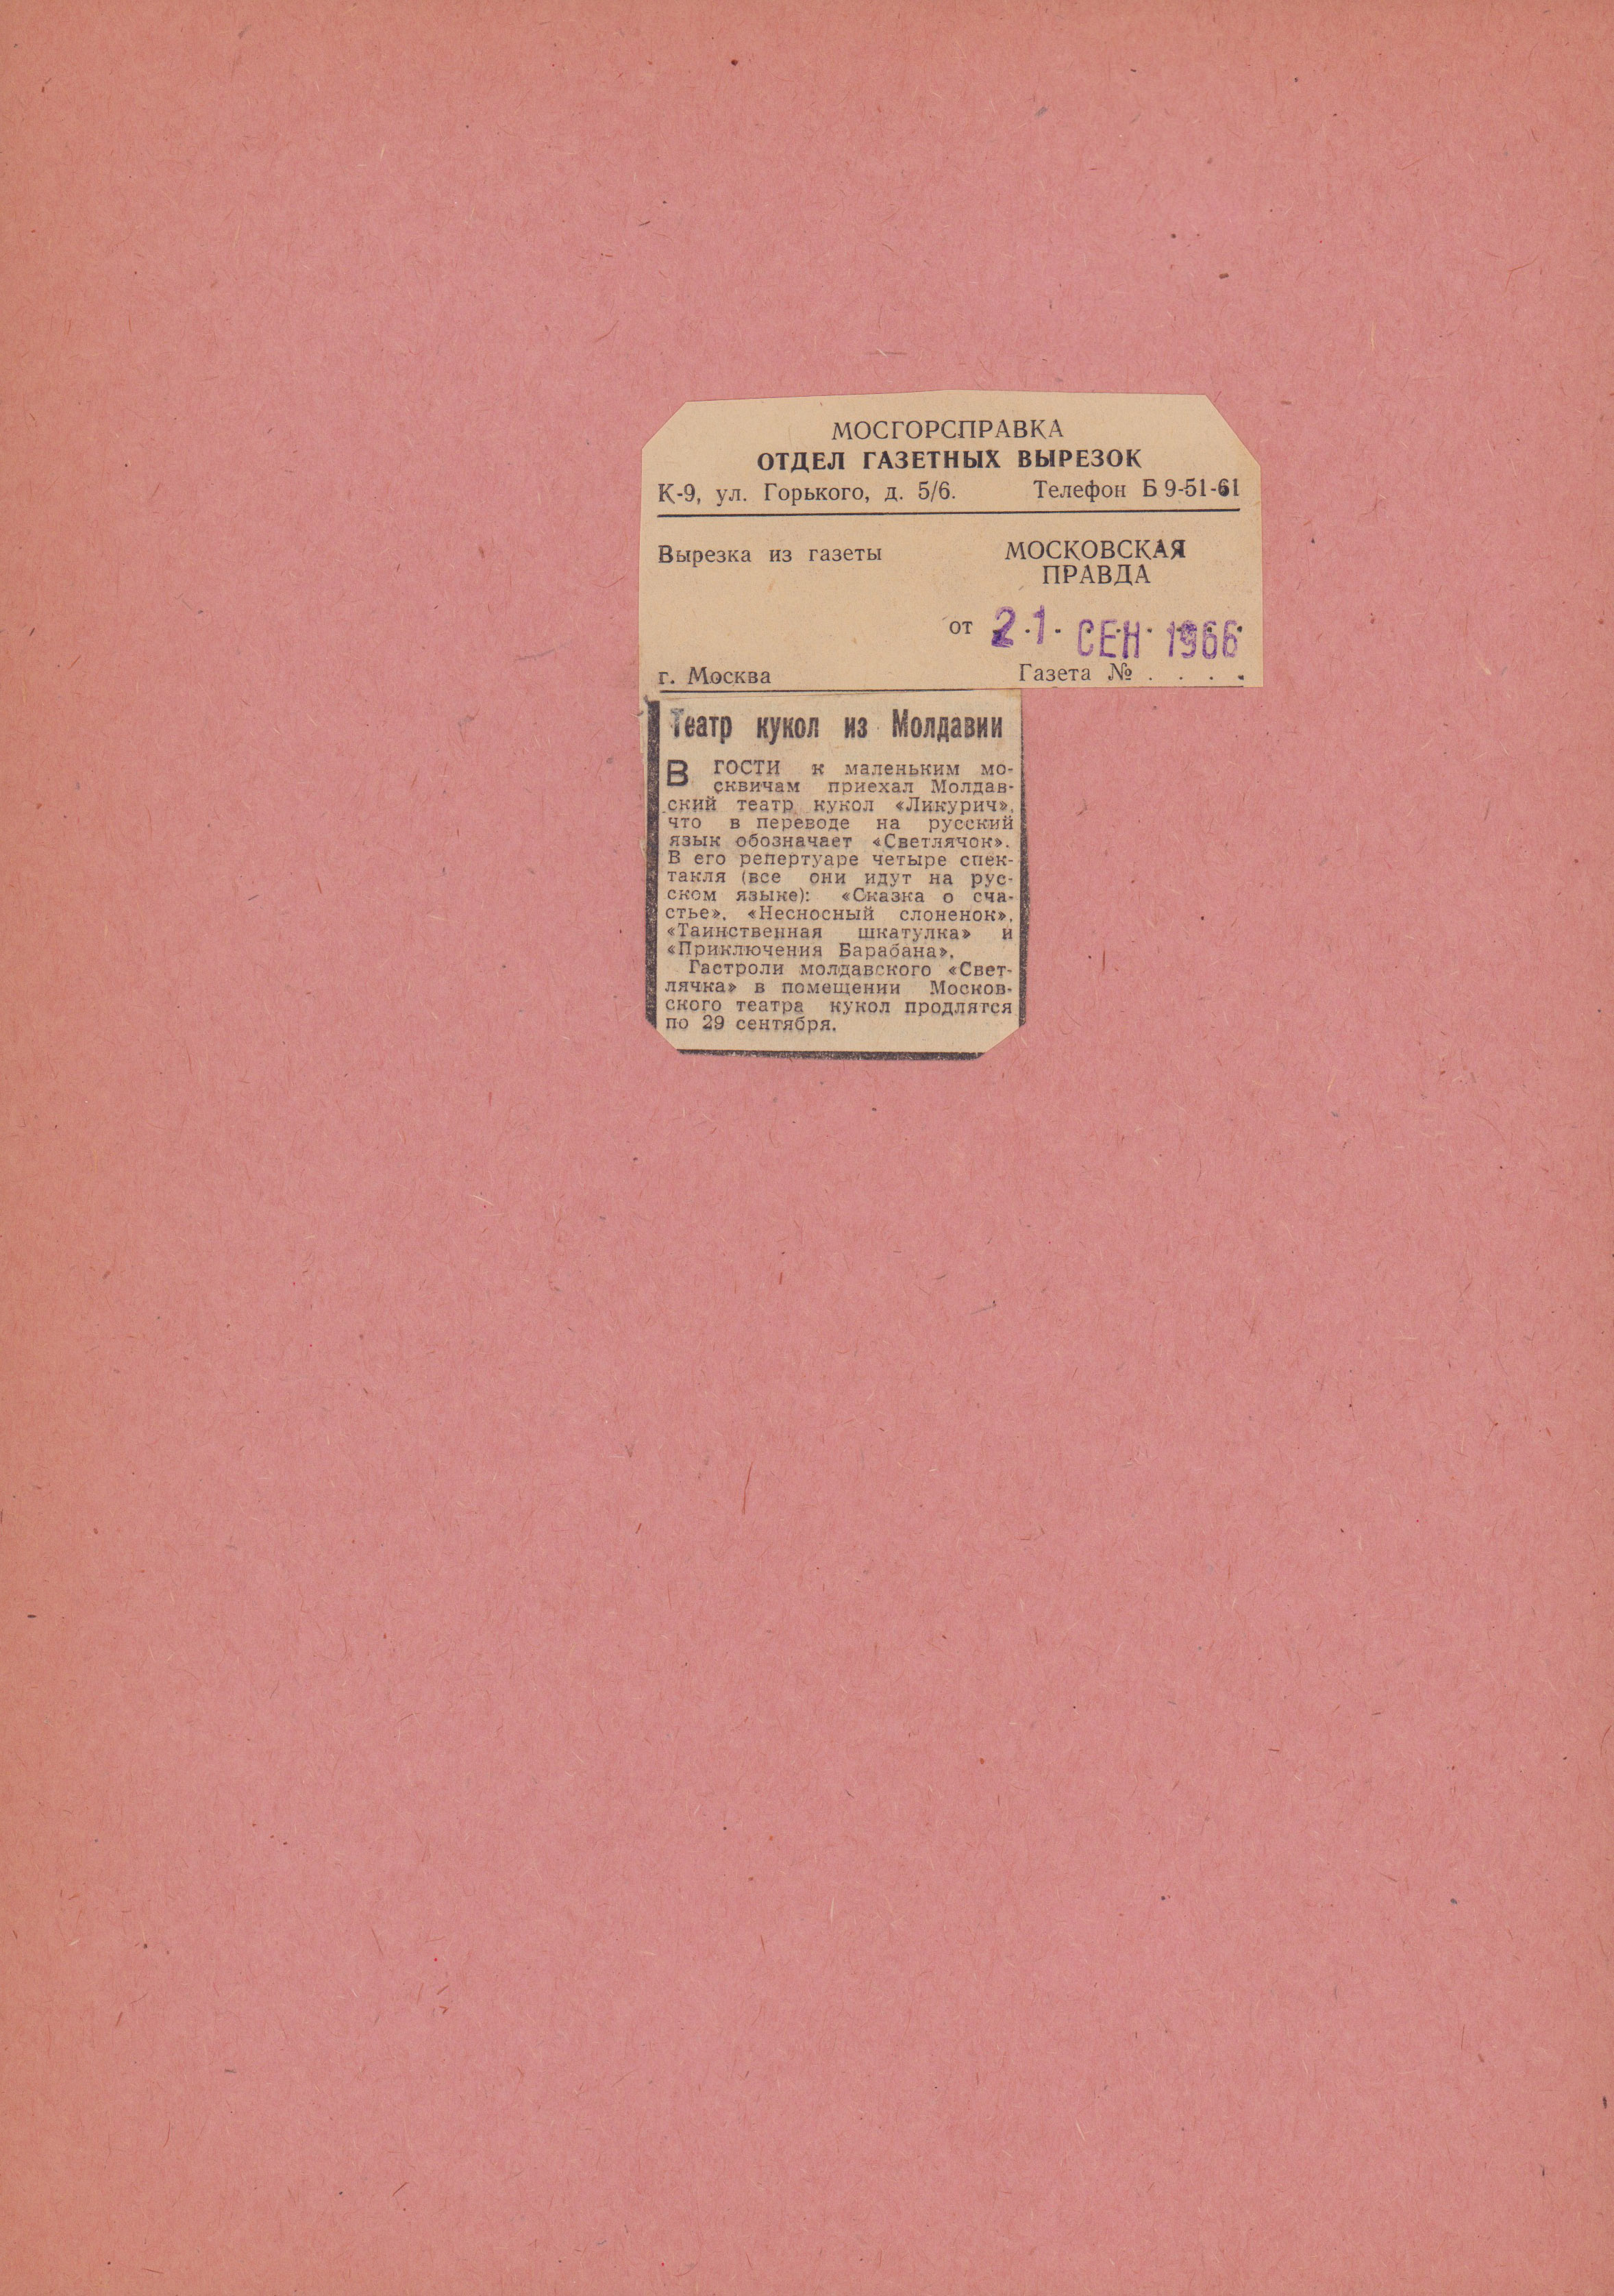 МОСГОРСПРАВКА
ОТДЕЛ ГАЗЕТНЫХ ВЫРЕЗОК
К-9, ул. Горького, д. 5/6. Телефон Б 9-51-61
Вырезка из газеты МОСКОВСКАЯ
ПРАВДА
от 21 СЕН 1966
г. Москва Газета № . . . .
Театр кукол из Молдавии
В ГОСТИ к маленьким мо-
сквичам приехал Молдав-
ский театр кукол «Ликурич»,
что в переводе на русский
язык обозначает «Светлячок».
В его репертуаре четыре спек-
такля (все они идут на рус-
ском языке): «Сказка о сча-
стье», «Несносный слоненок»,
«Таинственная шкатулка» и
«Приключения Барабана».
Гастроли молдавского «Свет-
лячка» в помещении Москов-
ского театра кукол продлятся
по 29 сентября.